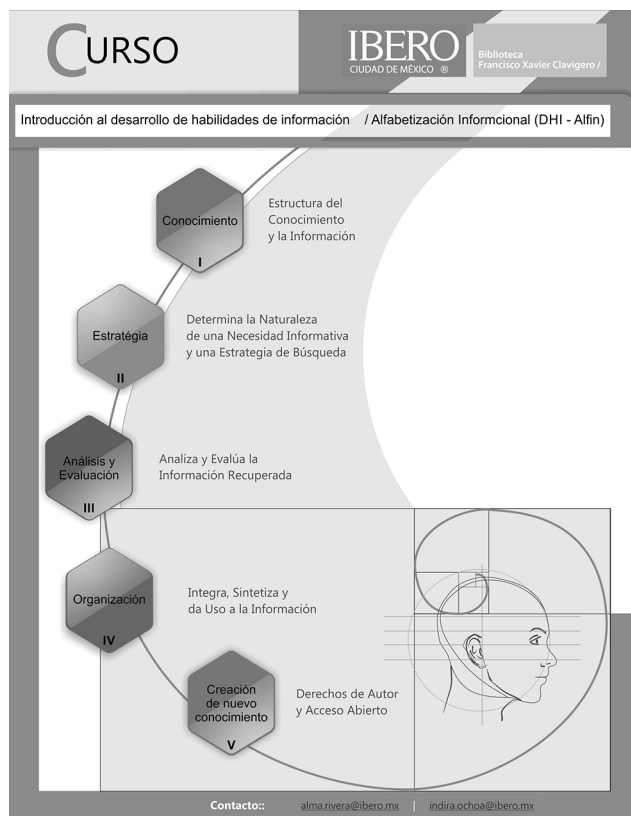 CURSO
IBERO
CIUDAD DE MÉXICO ®
Biblioteca
Francisco Xavier Clavigero /
Introducción al desarrollo de habilidades de información / Alfabetización Informcional (DHI - Alfin)
Conocimiento
I
Estructura del
Conocimiento
y la Información
Estratégia
II
Determina la Naturaleza
de una Necesidad Informativa
y una Estrategia de Búsqueda
Análisis y
Evaluación
III
Analiza y Evalúa la
Información Recuperada
Organización
IV
Integra, Sintetiza y
da Uso a la Información
Creación
de nuevo
conocimiento
V
Derechos de Autor
y Acceso Abierto
Contacto:: alma.rivera@ibero.mx | indira.ochoa@ibero.mx